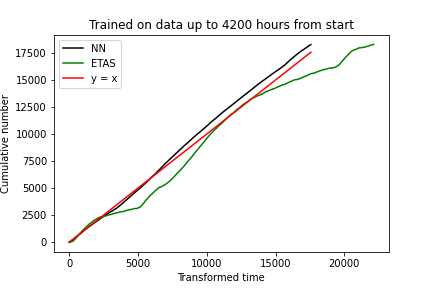 Trained on data up to 4200 hours from start
NN
ETAS
y = x
Cumulative number
17500
15000
12500
10000
7500
5000
2500
0
0
5000
10000
15000
20000
Transformed time